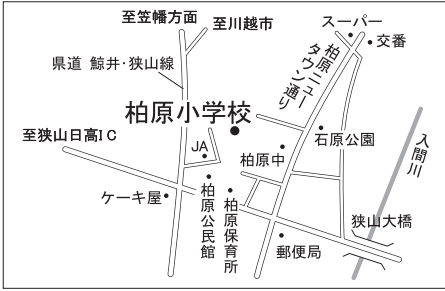 至笠幡方面
至川越市
スーパー
交番
県道 鯨井・狭山線
柏原ニュータウン通り
柏原小学校
至狭山日高IC
JA
柏原中
石原公園
入間川
ケーキ屋
柏原公民館
柏原保育所
狭山大橋
郵便局